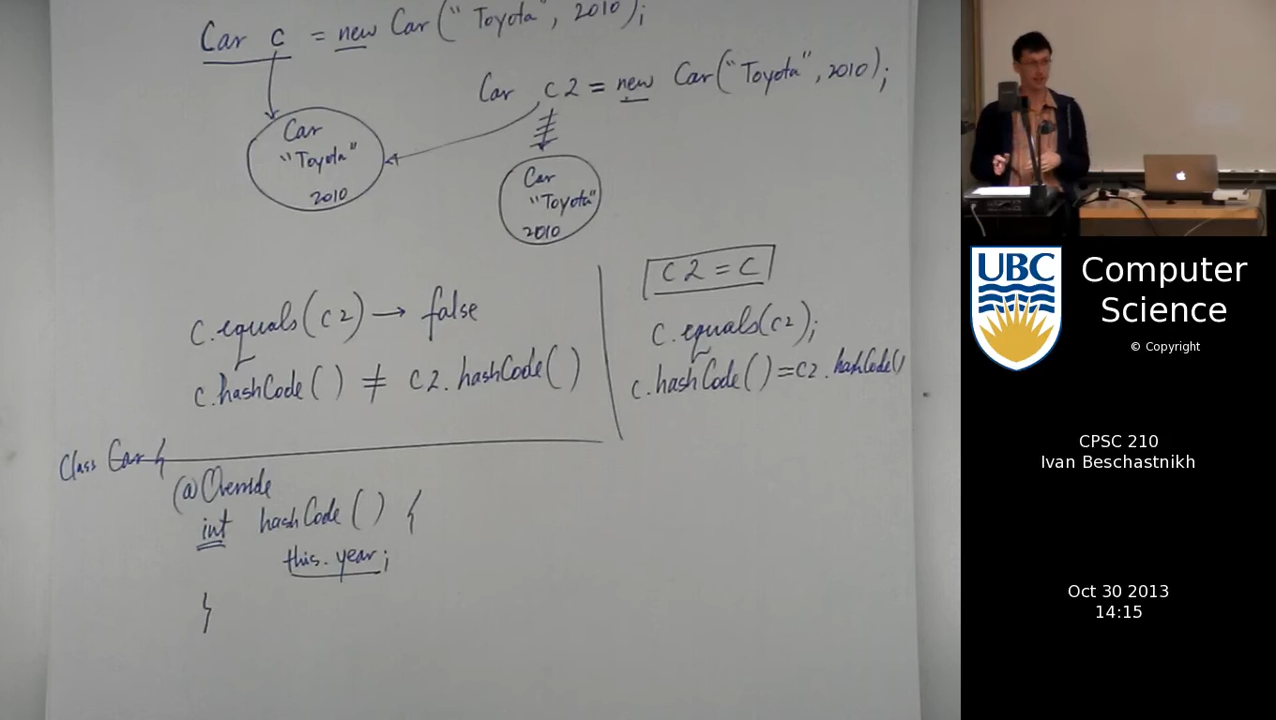 Car c = new Car("Toyota", 2010);
Car c2 = new Car("Toyota", 2010);
Car
"Toyota"
2010
Car
"Toyota"
2010
c.equals(c2) → false
c.hashCode() ≠ c2.hashCode()
c2 = c
c.equals(c2);
c.hashCode() = c2.hashCode()
Class Car {
@Override
int hashCode() {
this.year;
}
UBC
Computer
Science
© Copyright
CPSC 210
Ivan Beschastnikh
Oct 30 2013
14:15